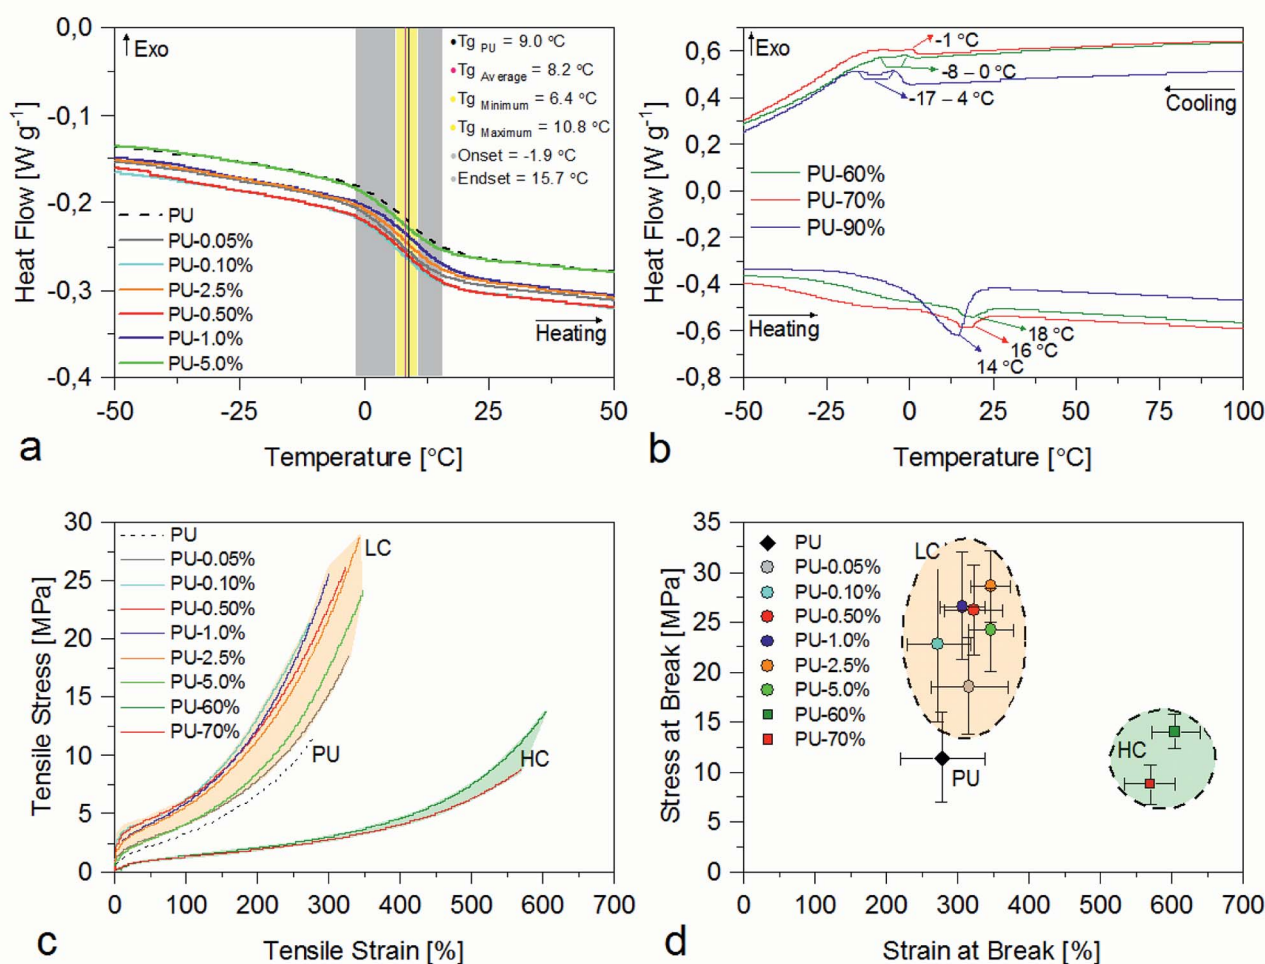 0,0
-0,1
-0,2
-0,3
-0,4
Heat Flow [W g⁻¹]
↑Exo
Tg PU = 9.0 °C
Tg Average = 8.2 °C
Tg Minimum = 6.4 °C
Tg Maximum = 10.8 °C
Onset = -1.9 °C
Endset = 15.7 °C
PU
PU-0.05%
PU-0.10%
PU-2.5%
PU-0.50%
PU-1.0%
PU-5.0%
Heating
-50 -25 0 25 50
Temperature [°C]
a
0,6
0,4
0,2
0,0
-0,2
-0,4
-0,6
-0,8
Heat Flow [W g⁻¹]
↑Exo
-1 °C
-8 – 0 °C
-17 – 4 °C
Cooling
PU-60%
PU-70%
PU-90%
Heating
18 °C
16 °C
14 °C
-50 -25 0 25 50 75 100
Temperature [°C]
b
30
25
20
15
10
5
0
Tensile Stress [MPa]
PU
PU-0.05%
PU-0.10%
PU-0.50%
PU-1.0%
PU-2.5%
PU-5.0%
PU-60%
PU-70%
LC
PU
HC
0 100 200 300 400 500 600 700
Tensile Strain [%]
c
35
30
25
20
15
10
5
0
Stress at Break [MPa]
PU
PU-0.05%
PU-0.10%
PU-0.50%
PU-1.0%
PU-2.5%
PU-5.0%
PU-60%
PU-70%
LC
PU
HC
0 100 200 300 400 500 600 700
Strain at Break [%]
d